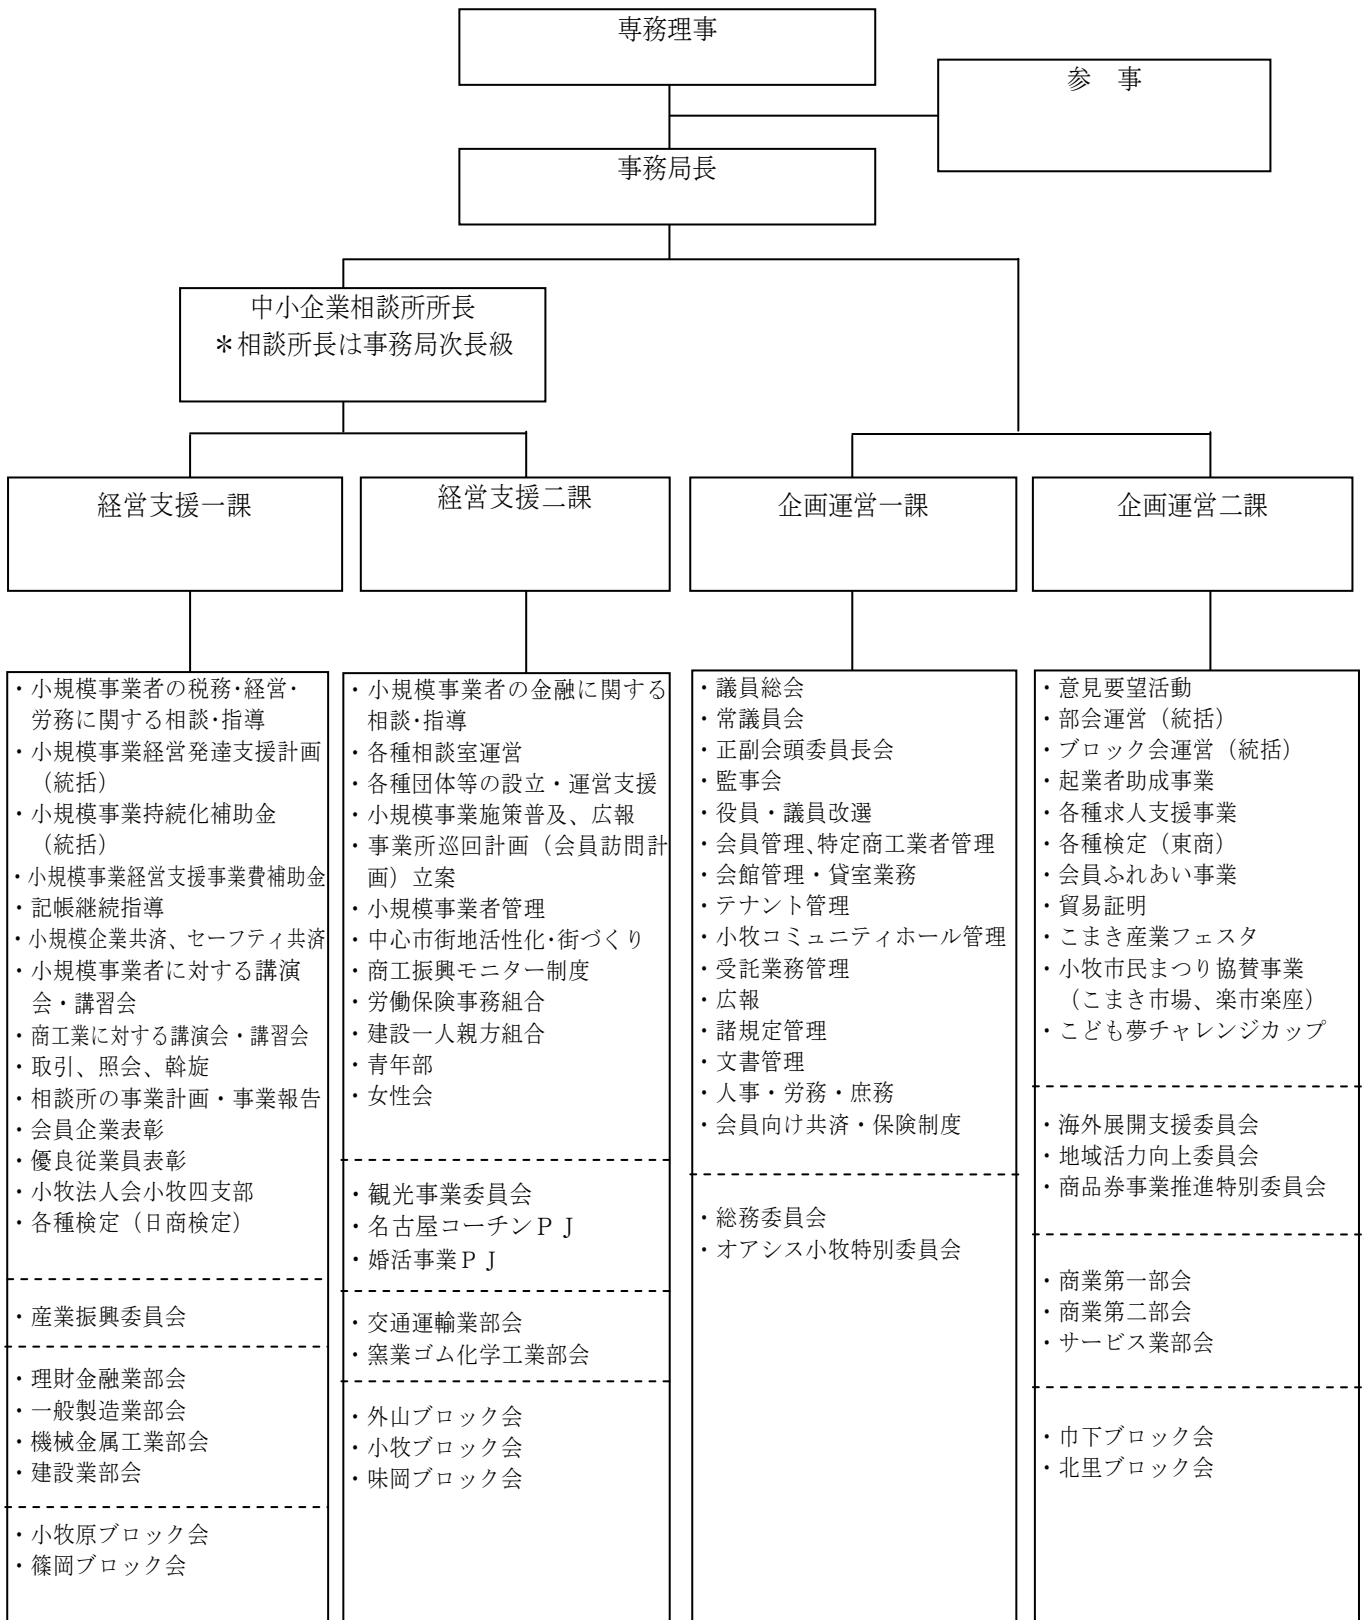 専務理事
参　事
事務局長
中小企業相談所所長
＊相談所長は事務局次長級
経営支援一課
経営支援二課
企画運営一課
企画運営二課
・小規模事業者の税務･経営･
労務に関する相談･指導
・小規模事業経営発達支援計画
（統括）
・小規模事業持続化補助金
（統括）
・小規模事業経営支援事業費補助金
・記帳継続指導
・小規模企業共済、セーフティ共済
・小規模事業者に対する講演
会・講習会
・商工業に対する講演会・講習会
・取引、照会、斡旋
・相談所の事業計画・事業報告
・会員企業表彰
・優良従業員表彰
・小牧法人会小牧四支部
・各種検定（日商検定）
・産業振興委員会
・理財金融業部会
・一般製造業部会
・機械金属工業部会
・建設業部会
・小牧原ブロック会
・篠岡ブロック会
・小規模事業者の金融に関する
相談･指導
・各種相談室運営
・各種団体等の設立・運営支援
・小規模事業施策普及、広報
・事業所巡回計画（会員訪問計
画）立案
・小規模事業者管理
・中心市街地活性化･街づくり
・商工振興モニター制度
・労働保険事務組合
・建設一人親方組合
・青年部
・女性会
・観光事業委員会
・名古屋コーチンＰＪ
・婚活事業ＰＪ
・交通運輸業部会
・窯業ゴム化学工業部会
・外山ブロック会
・小牧ブロック会
・味岡ブロック会
・議員総会
・常議員会
・正副会頭委員長会
・監事会
・役員・議員改選
・会員管理､特定商工業者管理
・会館管理・貸室業務
・テナント管理
・小牧コミュニティホール管理
・受託業務管理
・広報
・諸規定管理
・文書管理
・人事・労務・庶務
・会員向け共済・保険制度
・総務委員会
・オアシス小牧特別委員会
・意見要望活動
・部会運営（統括）
・ブロック会運営（統括）
・起業者助成事業
・各種求人支援事業
・各種検定（東商）
・会員ふれあい事業
・貿易証明
・こまき産業フェスタ
・小牧市民まつり協賛事業
（こまき市場、楽市楽座）
・こども夢チャレンジカップ
・海外展開支援委員会
・地域活力向上委員会
・商品券事業推進特別委員会
・商業第一部会
・商業第二部会
・サービス業部会
・巾下ブロック会
・北里ブロック会